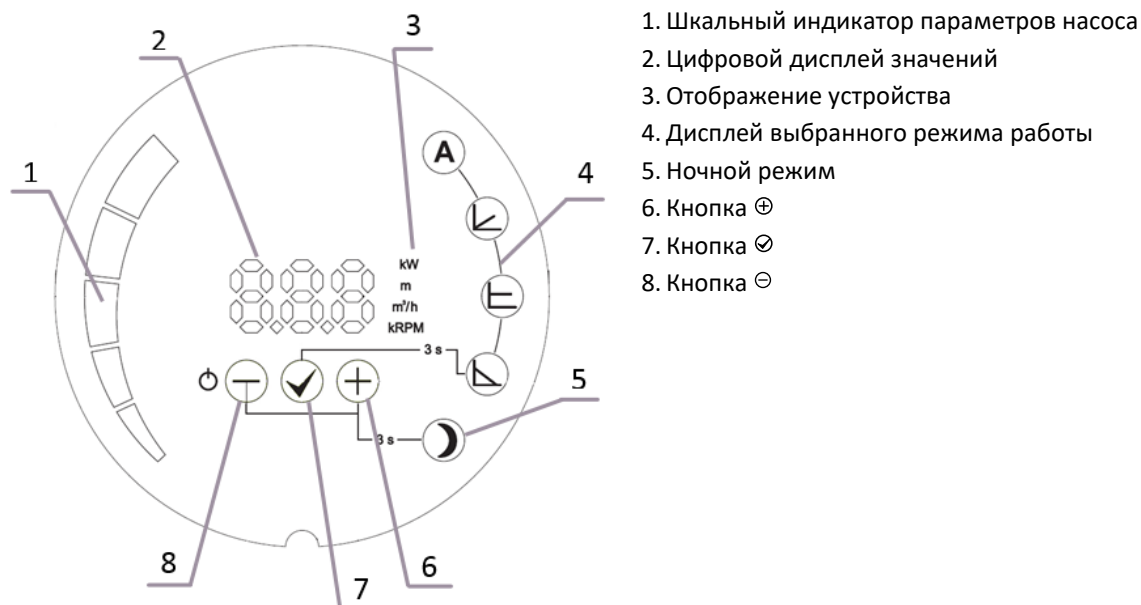 2
3
1
4
A
kW
m
m³/h
kRPM
3 s
5
3 s
8
7
6
1. Шкальный индикатор параметров насоса
2. Цифровой дисплей значений
3. Отображение устройства
4. Дисплей выбранного режима работы
5. Ночной режим
6. Кнопка ⊕
7. Кнопка ✓
8. Кнопка ⊖